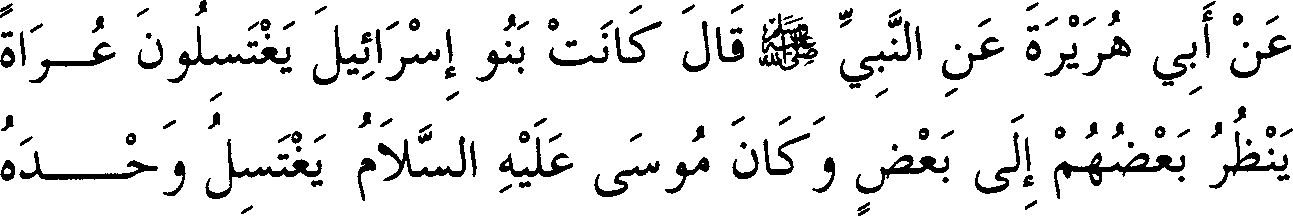 عَنْ أَبِي هُرَيْرَةَ عَنِ النَّبِيِّ ﷺ قَالَ كَانَتْ بَنُو إِسْرَائِيلَ يَغْتَسِلُونَ عُـرَاةً
يَنْظُرُ بَعْضُهُمْ إِلَى بَعْضٍ وَكَانَ مُوسَى عَلَيْهِ السَّلَامُ يَغْتَسِلُ وَحْـدَهُ